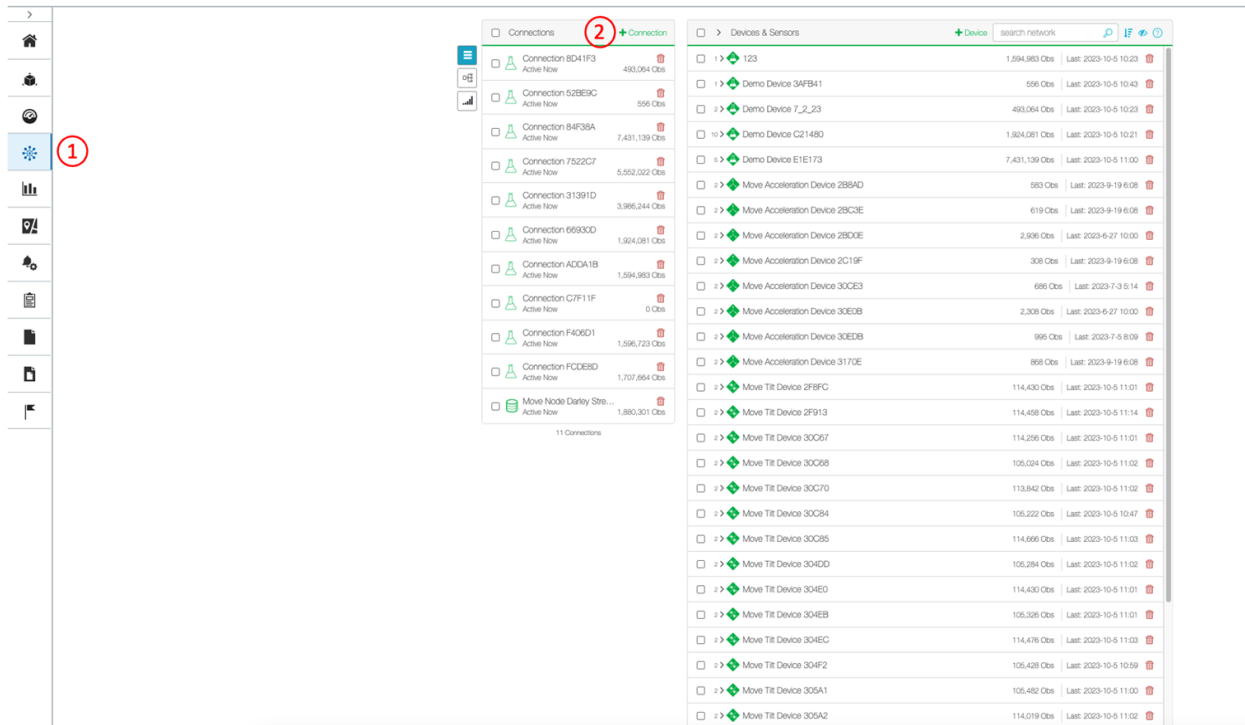 1
2
Connections
+ Connection
Connection 8D41F3
Active Now 493,064 Obs
Connection 52BE9C
Active Now 556 Obs
Connection 84F38A
Active Now 7,431,139 Obs
Connection 7522C7
Active Now 5,552,022 Obs
Connection 31391D
Active Now 3,986,244 Obs
Connection 66930D
Active Now 1,924,081 Obs
Connection ADDA1B
Active Now 1,594,983 Obs
Connection C7F11F
Active Now 0 Obs
Connection F406D1
Active Now 1,596,723 Obs
Connection FCDE8D
Active Now 1,707,664 Obs
Move Node Darley Stre...
Active Now 1,880,301 Obs
11 Connections
Devices & Sensors + Device search network
1 > 123 1,594,983 Obs Last: 2023-10-5 10:23
1 > Demo Device 3AFB41 556 Obs Last: 2023-10-5 10:43
2 > Demo Device 7_2_23 493,064 Obs Last: 2023-10-5 10:23
10 > Demo Device C21480 1,924,081 Obs Last: 2023-10-5 10:21
5 > Demo Device E1E173 7,431,139 Obs Last: 2023-10-5 11:00
2 > Move Acceleration Device 2B8AD 583 Obs Last: 2023-9-19 6:08
2 > Move Acceleration Device 2BC3E 619 Obs Last: 2023-9-19 6:08
2 > Move Acceleration Device 2BD0E 2,936 Obs Last: 2023-6-27 10:00
2 > Move Acceleration Device 2C19F 308 Obs Last: 2023-9-19 6:08
2 > Move Acceleration Device 30CE3 686 Obs Last: 2023-7-3 5:14
2 > Move Acceleration Device 30E0B 2,308 Obs Last: 2023-6-27 10:00
2 > Move Acceleration Device 30EDB 995 Obs Last: 2023-7-5 8:09
2 > Move Acceleration Device 3170E 868 Obs Last: 2023-9-19 6:08
2 > Move Tilt Device 2F8FC 114,430 Obs Last: 2023-10-5 11:01
2 > Move Tilt Device 2F913 114,458 Obs Last: 2023-10-5 11:14
2 > Move Tilt Device 30C67 114,256 Obs Last: 2023-10-5 11:01
2 > Move Tilt Device 30C68 105,024 Obs Last: 2023-10-5 11:02
2 > Move Tilt Device 30C70 113,842 Obs Last: 2023-10-5 11:02
2 > Move Tilt Device 30C84 105,222 Obs Last: 2023-10-5 10:47
2 > Move Tilt Device 30C85 114,666 Obs Last: 2023-10-5 11:03
2 > Move Tilt Device 304DD 105,284 Obs Last: 2023-10-5 11:02
2 > Move Tilt Device 304E0 114,430 Obs Last: 2023-10-5 11:01
2 > Move Tilt Device 304EB 105,326 Obs Last: 2023-10-5 11:01
2 > Move Tilt Device 304EC 114,476 Obs Last: 2023-10-5 11:03
2 > Move Tilt Device 304F2 105,428 Obs Last: 2023-10-5 10:59
2 > Move Tilt Device 305A1 105,482 Obs Last: 2023-10-5 11:00
2 > Move Tilt Device 305A2 114,019 Obs Last: 2023-10-5 11:02